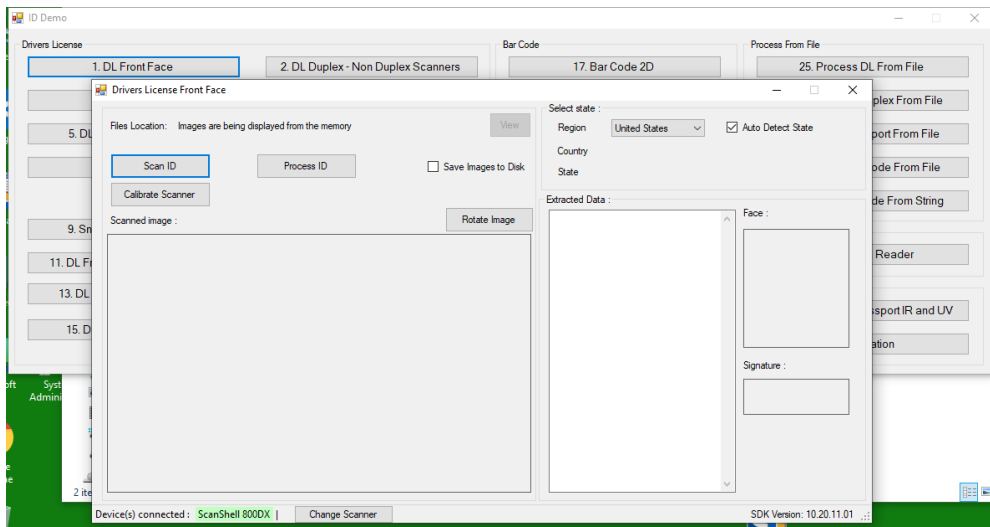 ID Demo
Drivers License
Bar Code
Process From File
1. DL Front Face
2. DL Duplex - Non Duplex Scanners
17. Bar Code 2D
25. Process DL From File
Drivers License Front Face
plex From File
Files Location: Images are being displayed from the memory
View
Select state :
Region
United States
Auto Detect State
5. DL
port From File
Country
Scan ID
Process ID
Save Images to Disk
State
ode From File
Calibrate Scanner
Extracted Data :
de From String
Scanned image :
Rotate Image
Face :
9. Sn
11. DL Fr
Reader
13. DL
ssport IR and UV
15. D
ation
Signature :
oft
Syst
Admini
e
ne
2 ite
Device(s) connected : ScanShell 800DX |
Change Scanner
SDK Version: 10.20.11.01